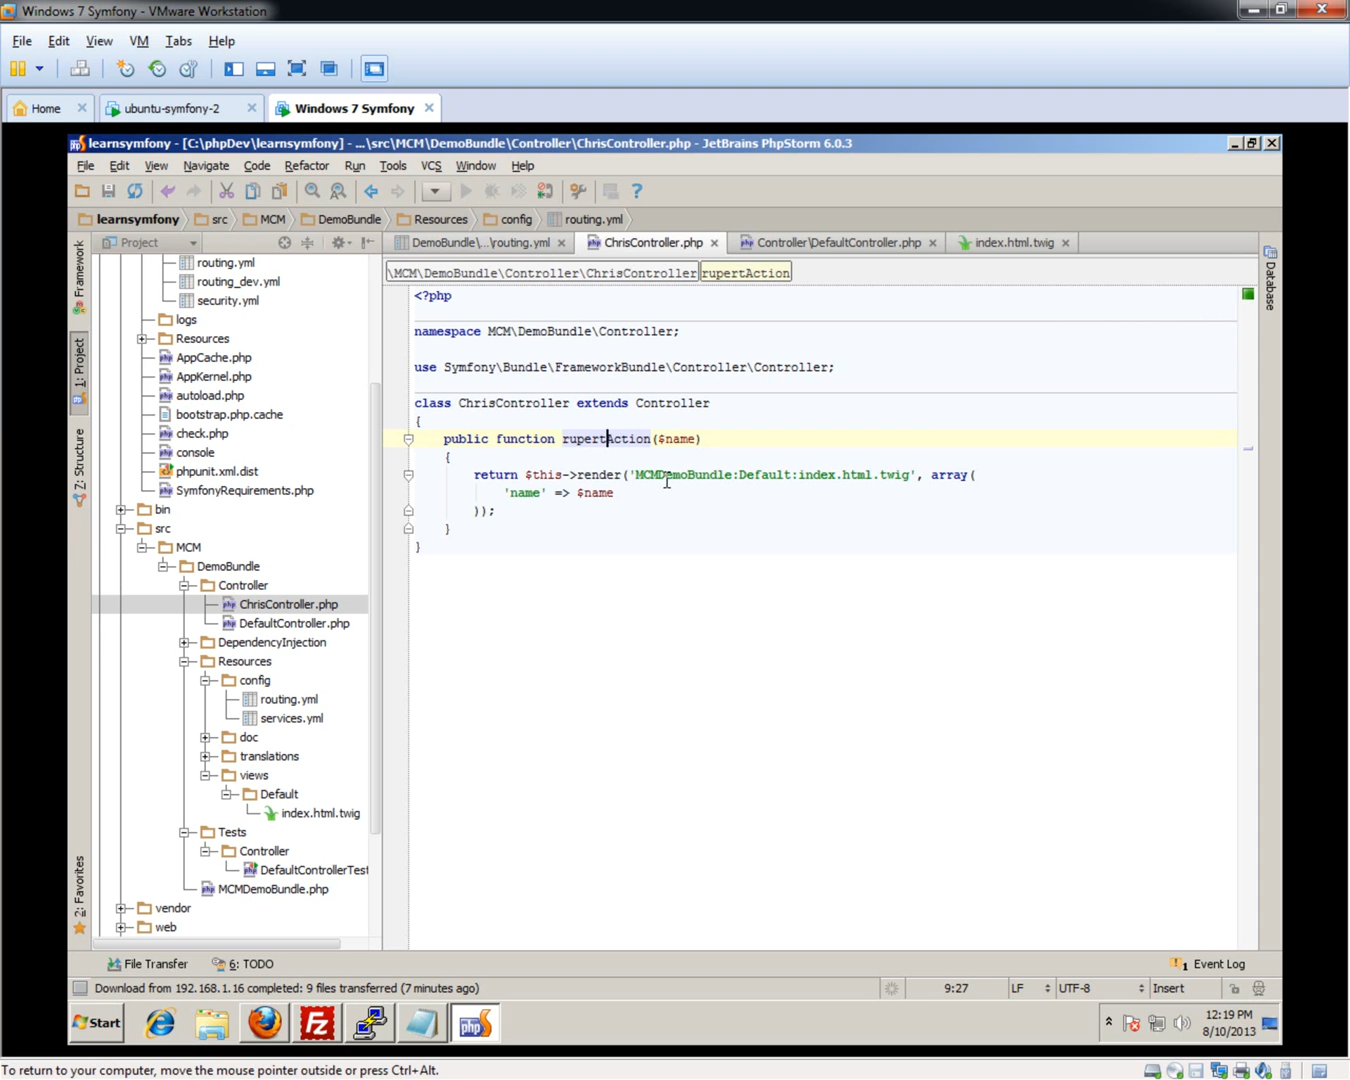 Windows 7 Symfony - VMware Workstation
File Edit View VM Tabs Help
Home ubuntu-symfony-2 Windows 7 Symfony
learnsymfony - [C:\phpDev\learnsymfony] - ...\src\MCM\DemoBundle\Controller\ChrisController.php - JetBrains PhpStorm 6.0.3
File Edit View Navigate Code Refactor Run Tools VCS Window Help
learnsymfony src MCM DemoBundle Resources config routing.yml
Project
DemoBundle\...\routing.yml ChrisController.php Controller\DefaultController.php index.html.twig
\MCM\DemoBundle\Controller\ChrisController rupertAction
Framework
1: Project
Z: Structure
2: Favorites
Database
routing.yml
routing_dev.yml
security.yml
logs
Resources
AppCache.php
AppKernel.php
autoload.php
bootstrap.php.cache
check.php
console
phpunit.xml.dist
SymfonyRequirements.php
bin
src
MCM
DemoBundle
Controller
ChrisController.php
DefaultController.php
DependencyInjection
Resources
config
routing.yml
services.yml
doc
translations
views
Default
index.html.twig
Tests
Controller
DefaultControllerTest
MCMDemoBundle.php
vendor
web
<?php
namespace MCM\DemoBundle\Controller;
use Symfony\Bundle\FrameworkBundle\Controller\Controller;
class ChrisController extends Controller
{
public function rupertAction($name)
{
return $this->render('MCMDemoBundle:Default:index.html.twig', array(
'name' => $name
));
}
}
File Transfer 6: TODO 1 Event Log
Download from 192.168.1.16 completed: 9 files transferred (7 minutes ago) 9:27 LF UTF-8 Insert
Start 12:19 PM
8/10/2013
To return to your computer, move the mouse pointer outside or press Ctrl+Alt.